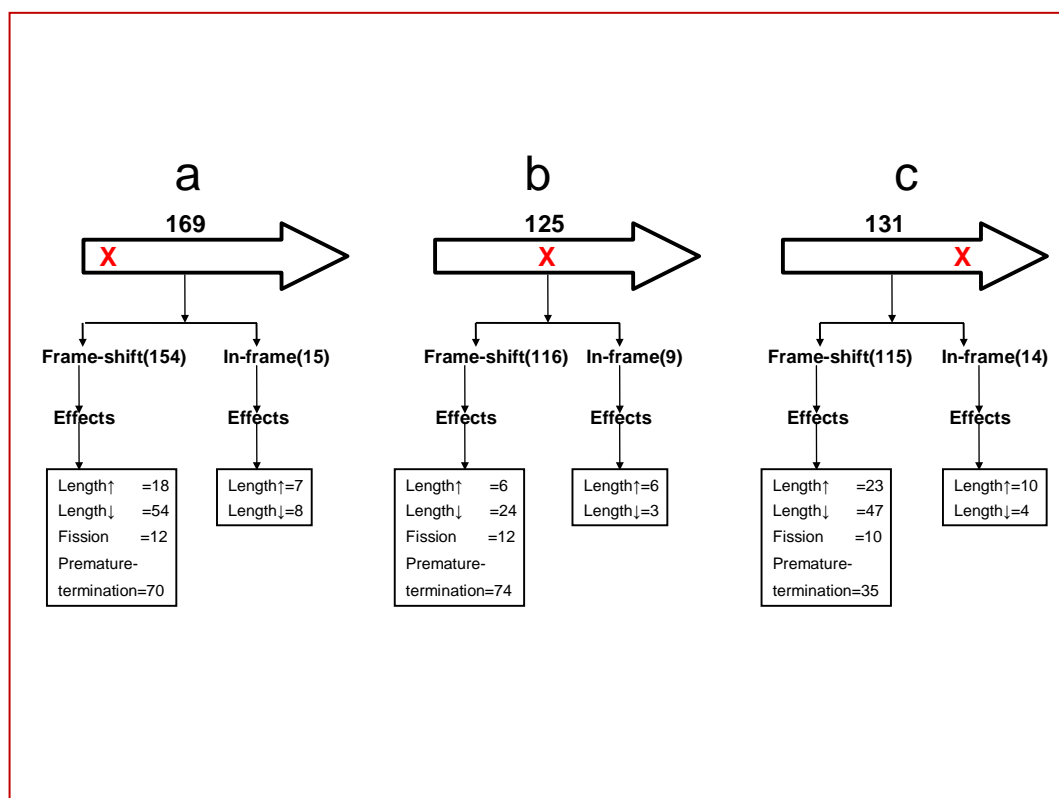 a
169
X
Frame-shift(154)
In-frame(15)
Effects
Effects
Length↑ =18
Length↓ =54
Fission =12
Premature-
termination=70
Length↑=7
Length↓=8
b
125
X
Frame-shift(116)
In-frame(9)
Effects
Effects
Length↑ =6
Length↓ =24
Fission =12
Premature-
termination=74
Length↑=6
Length↓=3
c
131
X
Frame-shift(115)
In-frame(14)
Effects
Effects
Length↑ =23
Length↓ =47
Fission =10
Premature-
termination=35
Length↑=10
Length↓=4